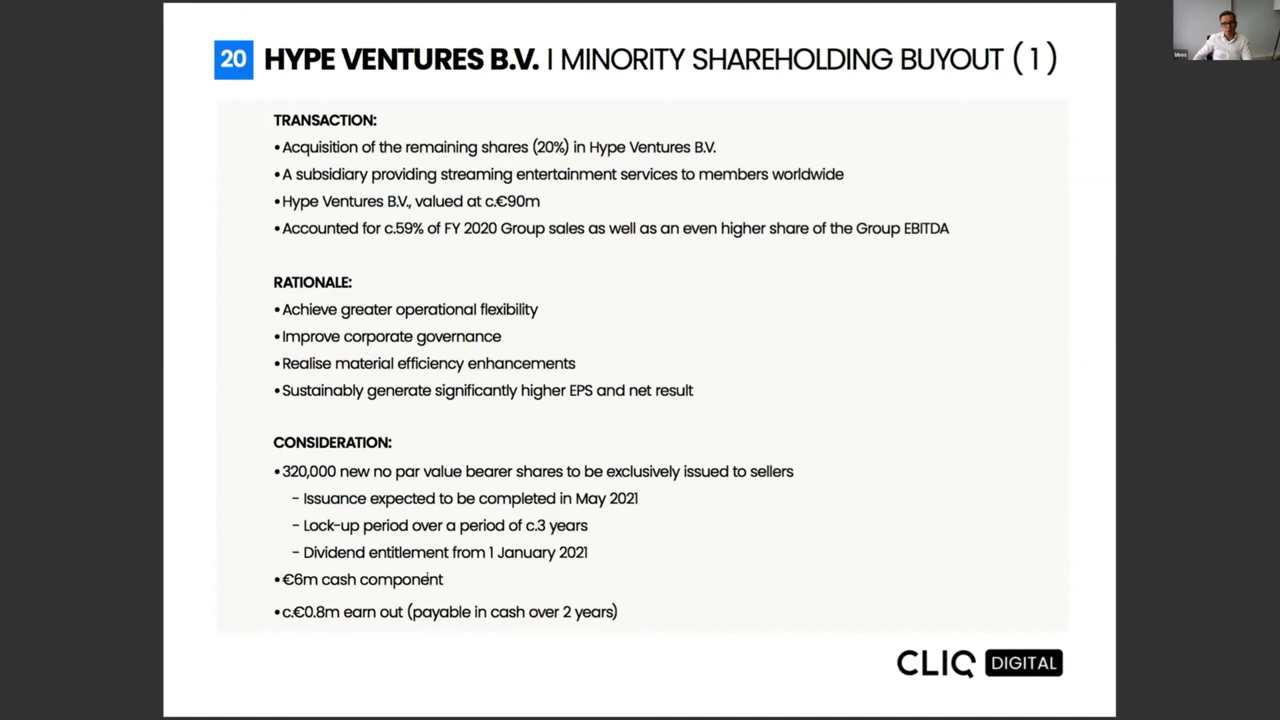 20 HYPE VENTURES B.V. I MINORITY SHAREHOLDING BUYOUT ( 1 )
TRANSACTION:
• Acquisition of the remaining shares (20%) in Hype Ventures B.V.
• A subsidiary providing streaming entertainment services to members worldwide
• Hype Ventures B.V., valued at c.€90m
• Accounted for c.59% of FY 2020 Group sales as well as an even higher share of the Group EBITDA
RATIONALE:
• Achieve greater operational flexibility
• Improve corporate governance
• Realise material efficiency enhancements
• Sustainably generate significantly higher EPS and net result
CONSIDERATION:
• 320,000 new no par value bearer shares to be exclusively issued to sellers
- Issuance expected to be completed in May 2021
- Lock-up period over a period of c.3 years
- Dividend entitlement from 1 January 2021
• €6m cash component
• c.€0.8m earn out (payable in cash over 2 years)
CLIQ DIGITAL